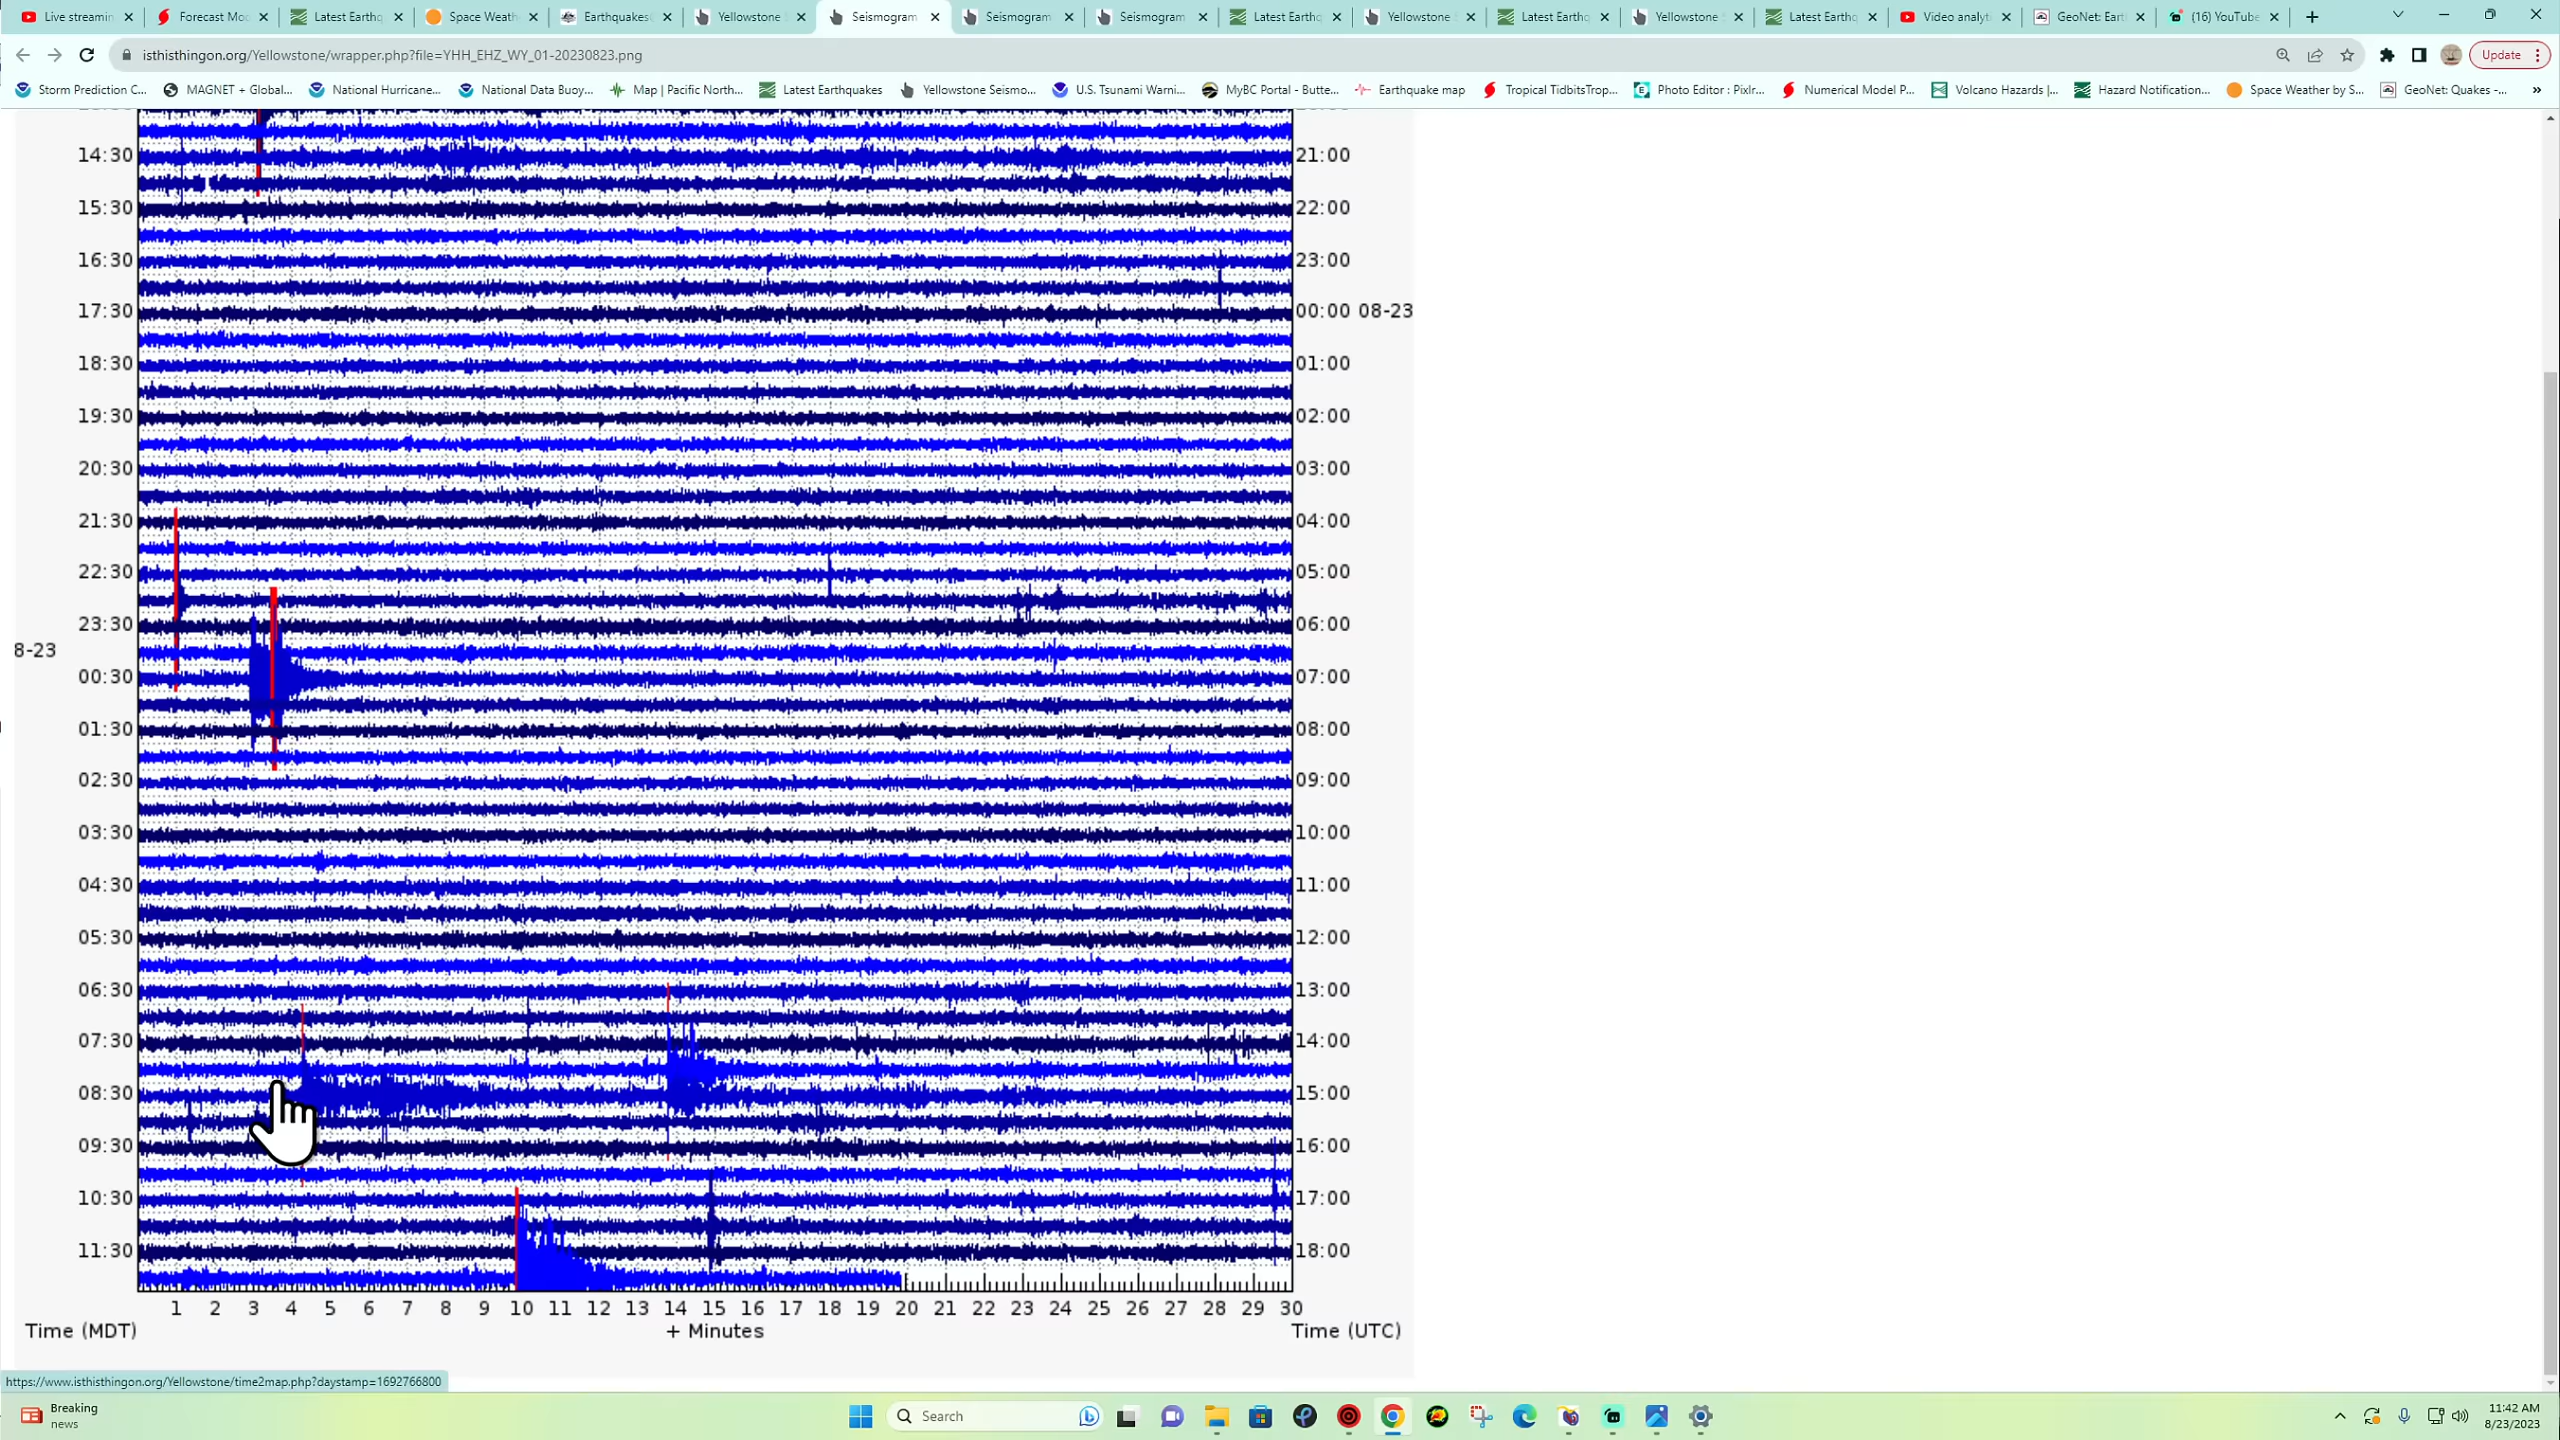 Live streamin
Forecast Mo
Latest Earthq
Space Weath
Earthquakes
Yellowstone S
Seismogram
Seismogram
Seismogram
Latest Earthq
Yellowstone S
Latest Earthq
Yellowstone S
Latest Earthq
Video analyt
GeoNet: Eart
(16) YouTube
isthisthingon.org/Yellowstone/wrapper.php?file=YHH_EHZ_WY_01-20230823.png
Update
Storm Prediction C...
MAGNET + Global...
National Hurricane...
National Data Buoy...
Map | Pacific North...
Latest Earthquakes
Yellowstone Seismo...
U.S. Tsunami Warni...
MyBC Portal - Butte...
Earthquake map
Tropical TidbitsTrop...
Photo Editor : Pixlr...
Numerical Model P...
Volcano Hazards |...
Hazard Notification...
Space Weather by S...
GeoNet: Quakes -...
»
14:30 21:00
15:30 22:00
16:30 23:00
17:30 00:00 08-23
18:30 01:00
19:30 02:00
20:30 03:00
21:30 04:00
22:30 05:00
23:30 06:00
8-23
00:30 07:00
01:30 08:00
02:30 09:00
03:30 10:00
04:30 11:00
05:30 12:00
06:30 13:00
07:30 14:00
08:30 15:00
09:30 16:00
10:30 17:00
11:30 18:00
1 2 3 4 5 6 7 8 9 10 11 12 13 14 15 16 17 18 19 20 21 22 23 24 25 26 27 28 29 30
Time (MDT) + Minutes Time (UTC)
https://www.isthisthingon.org/Yellowstone/time2map.php?daystamp=1692766800
Breaking
news
Search
11:42 AM
8/23/2023